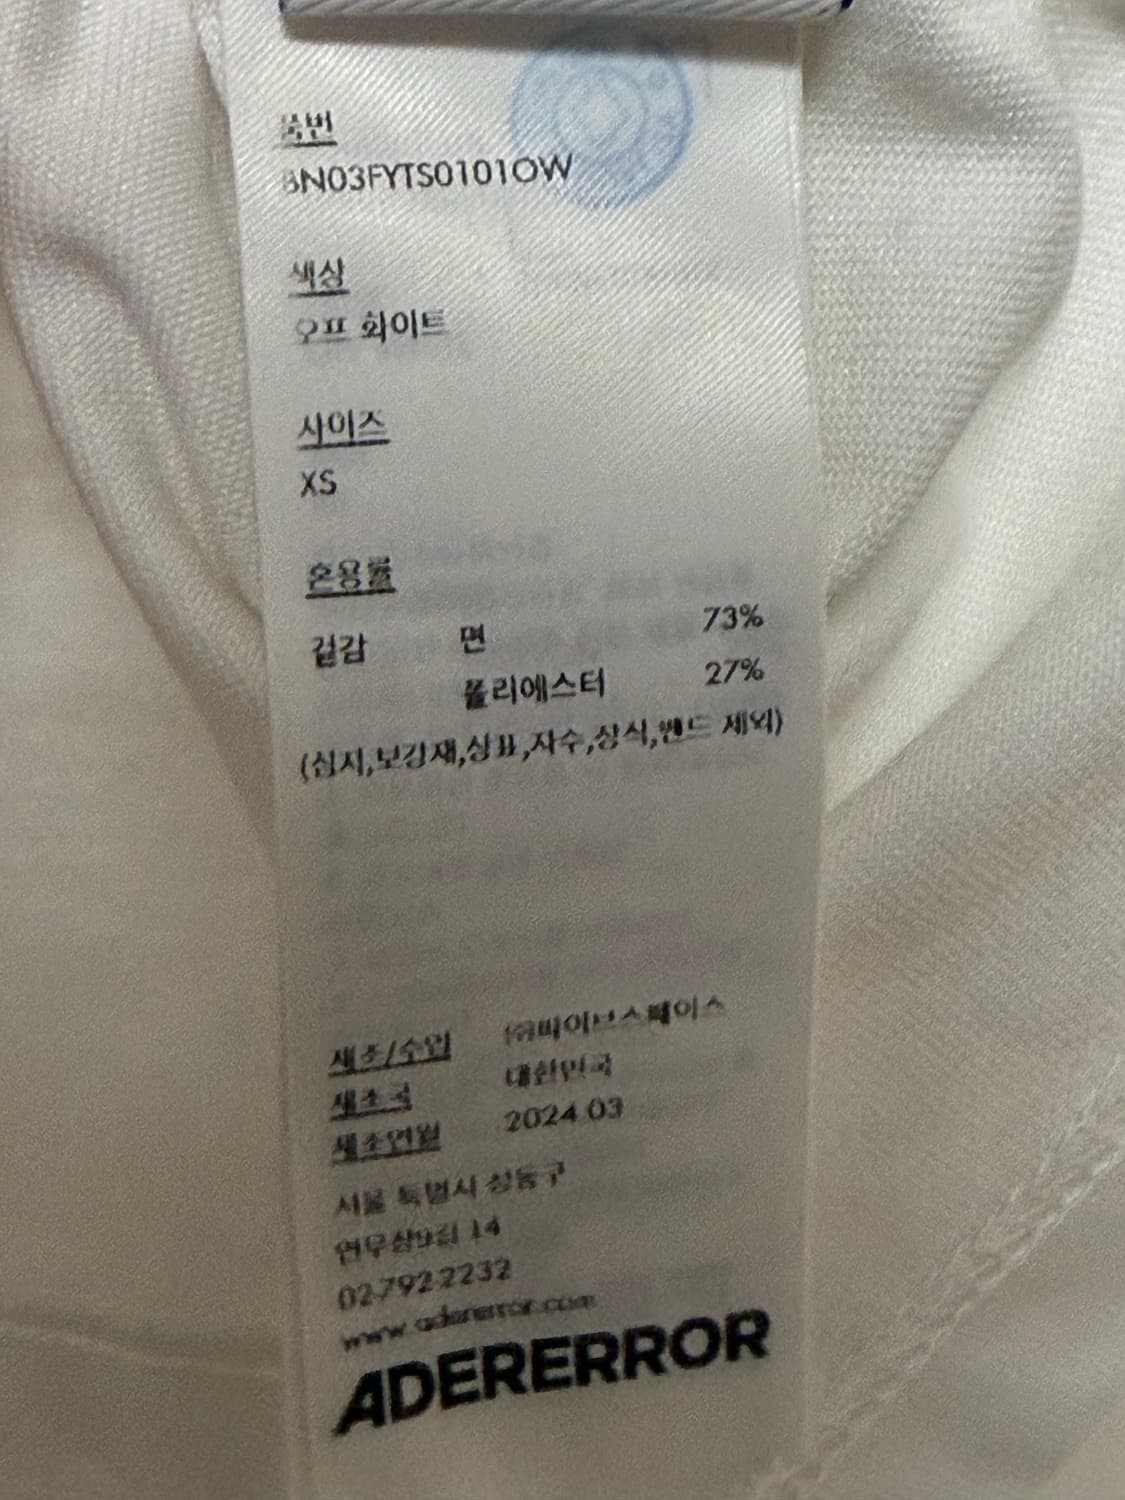 품번
BN03FYTS0101OW
색상
오프 화이트
사이즈
XS
혼용률
겉감 면 73%
폴리에스터 27%
(심지,보강재,상표,자수,장식,밴드 제외)
제조/수입 ㈜파이브스페이스
제조국 대한민국
제조연월 2024.03
서울 특별시 성동구
연무장9길 14
02-792-2232
www.adererror.com
ADERERROR